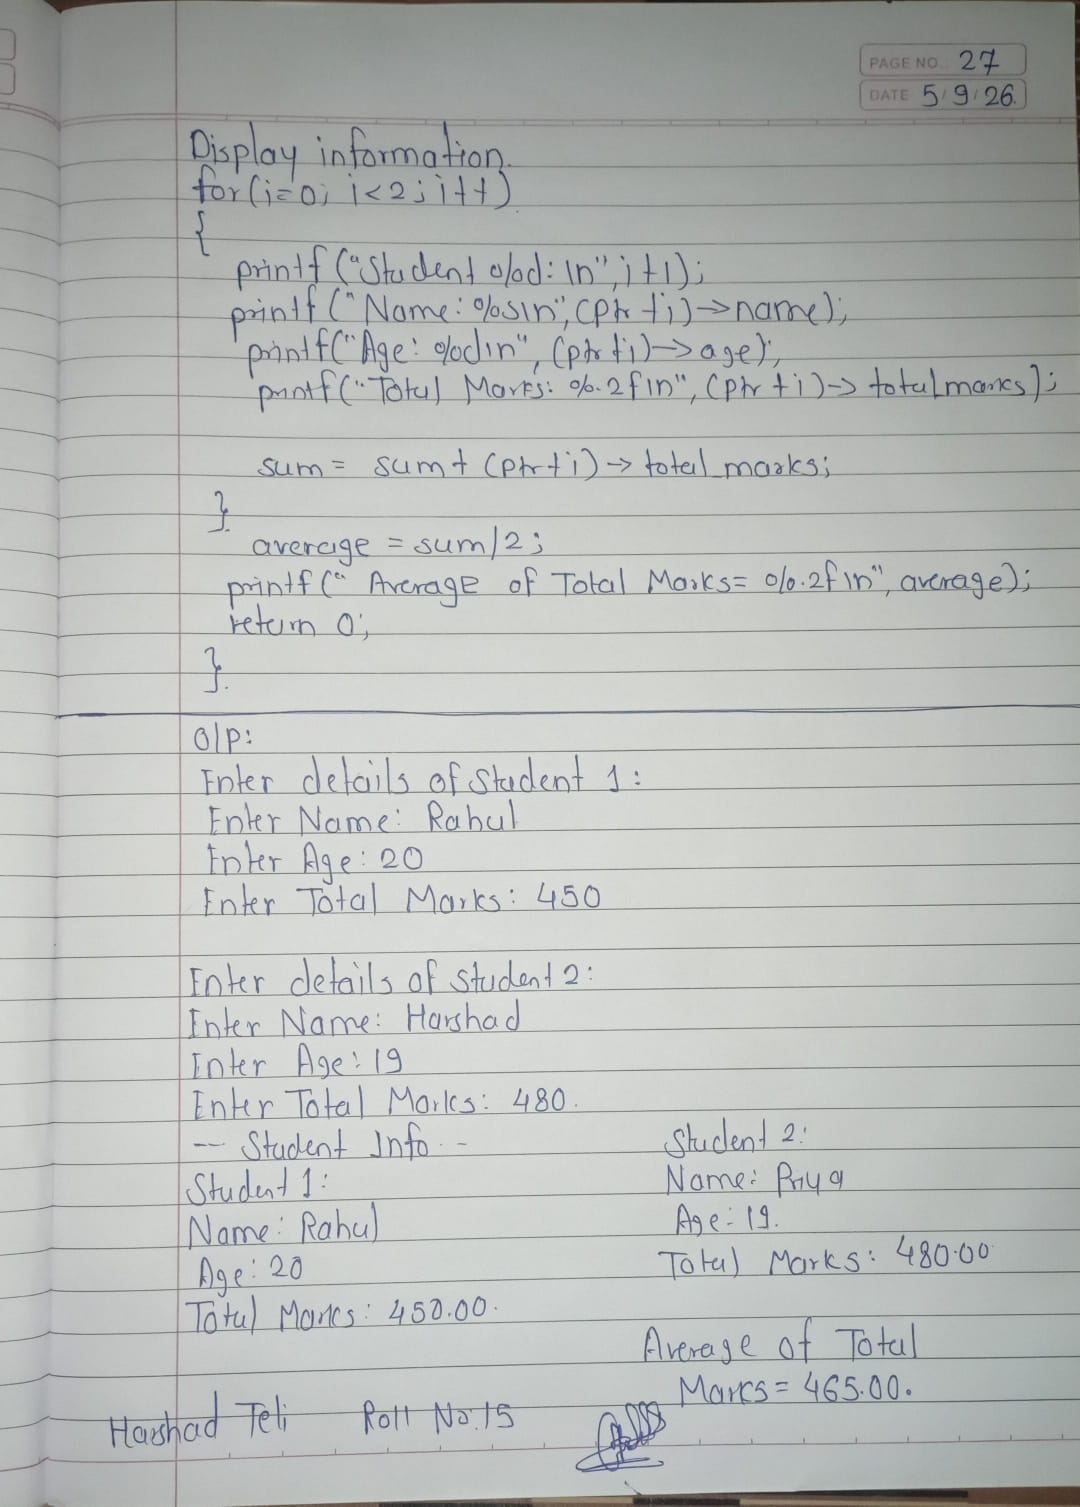 PAGE NO. 27
DATE 5/9/26.
Display information.
for(i=0; i<2; i++)
{
printf("Student %d: \n", i+1);
printf("Name: %s\n", (ptr+i)->name);
printf("Age: %d\n", (ptr+i)->age);
printf("Total Marks: %.2f\n", (ptr+i)->total_marks);
sum = sum + (ptr+i)->total_marks;
}.
average = sum/2;
printf(" Average of Total Marks= %.2f\n", average);
return 0;
}.
O/P:
Enter details of Student 1:
Enter Name: Rahul
Enter Age: 20
Enter Total Marks: 450
Enter details of student 2:
Enter Name: Harshad
Enter Age: 19
Enter Total Marks: 480.
-- Student Info --
Student 1:
Name: Rahul
Age: 20
Total Marks: 450.00.
Student 2:
Name: Priya
Age: 19.
Total Marks: 480.00
Average of Total
Marks = 465.00.
Harshad Teli Roll No.15